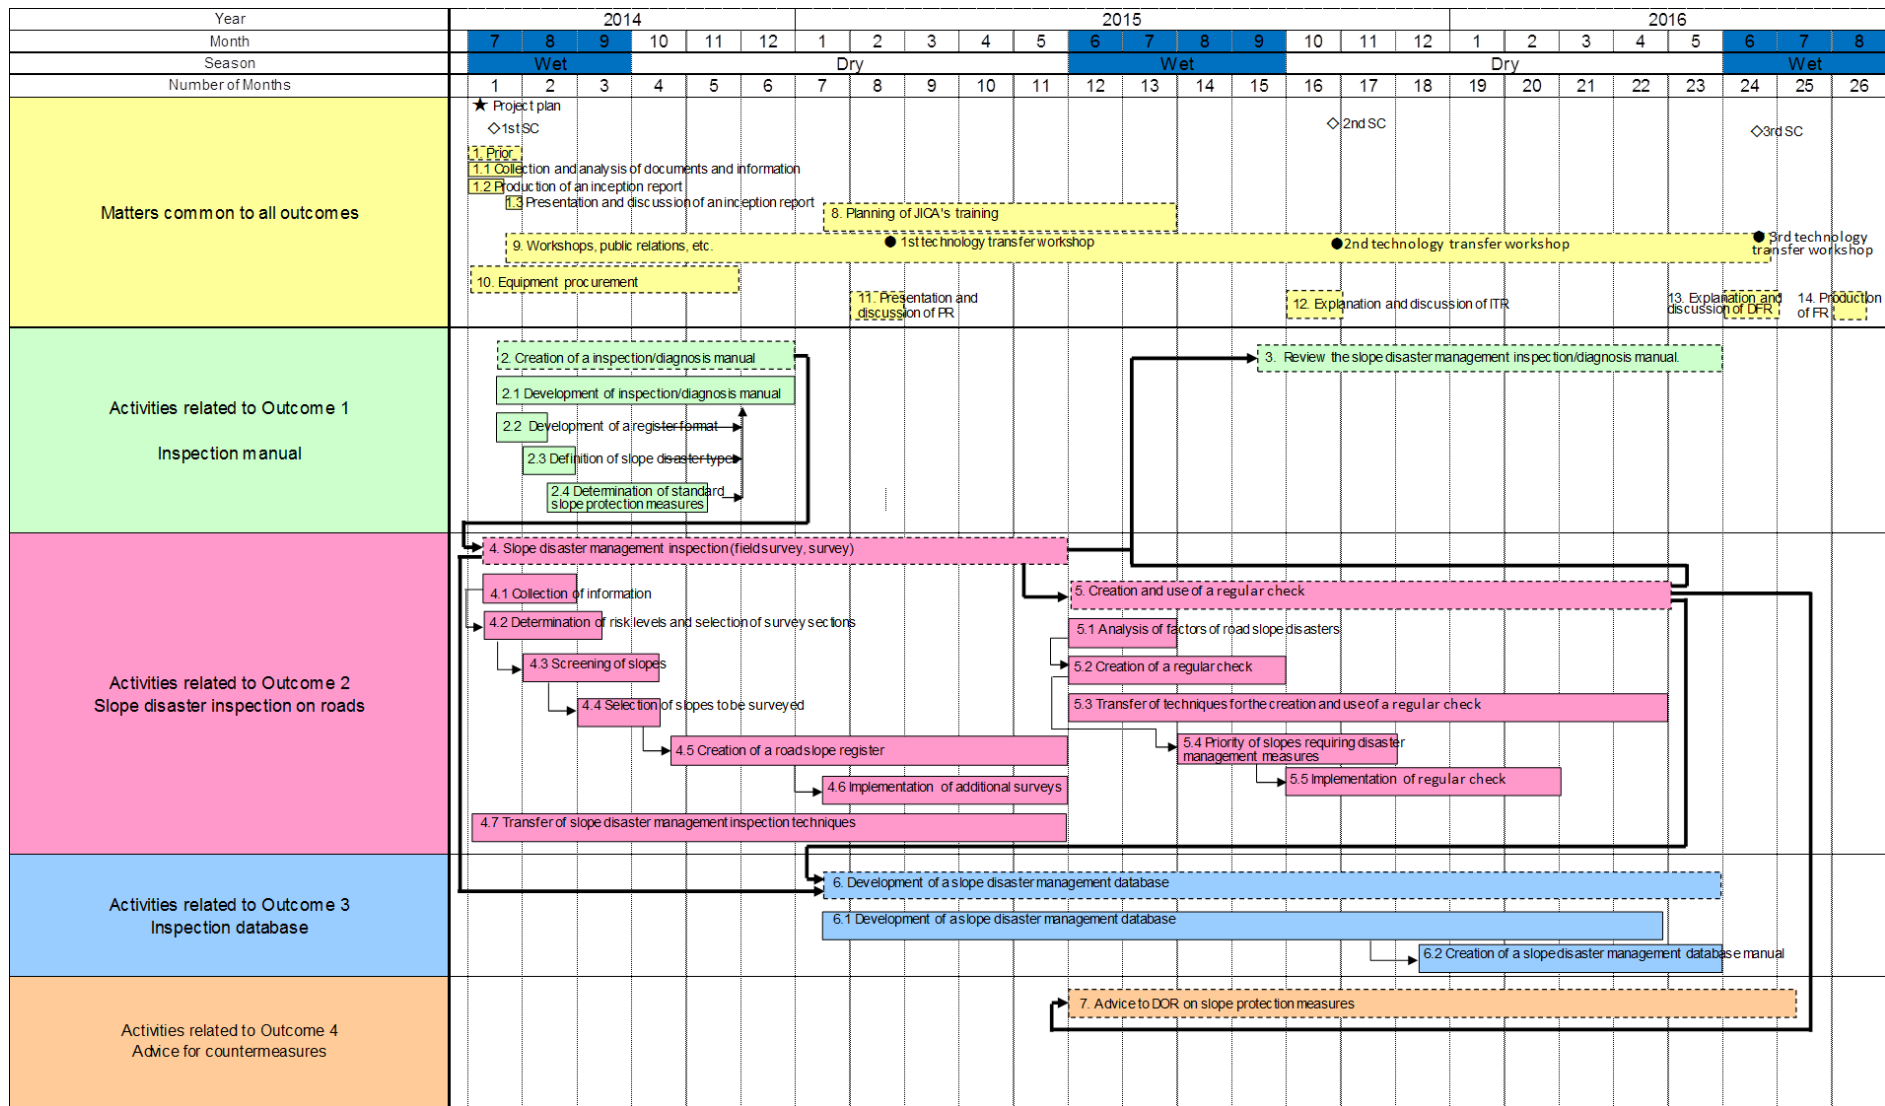 Year 2014 2015 2016
Month 7 8 9 10 11 12 1 2 3 4 5 6 7 8 9 10 11 12 1 2 3 4 5 6 7 8
Season Wet Dry Wet Dry Wet
Number of Months 1 2 3 4 5 6 7 8 9 10 11 12 13 14 15 16 17 18 19 20 21 22 23 24 25 26
Matters common to all outcomes
★ Project plan
◇1st SC
◇ 2nd SC
◇3rd SC
1. Prior
1.1 Collection and analysis of documents and information
1.2 Production of an inception report
1.3 Presentation and discussion of an inception report
8. Planning of JICA's training
9. Workshops, public relations, etc.
● 1st technology transfer workshop
● 2nd technology transfer workshop
● 3rd technology
transfer workshop
10. Equipment procurement
11. Presentation and
discussion of PR
12. Explanation and discussion of ITR
13. Explanation and
discussion of DFR
14. Production
of FR
Activities related to Outcome 1
Inspection manual
2. Creation of a inspection/diagnosis manual
3. Review the slope disaster management inspection/diagnosis manual.
2.1 Development of inspection/diagnosis manual
2.2 Development of a register format
2.3 Definition of slope disaster types
2.4 Determination of standard
slope protection measures
Activities related to Outcome 2
Slope disaster inspection on roads
4. Slope disaster management inspection (field survey, survey)
4.1 Collection of information
4.2 Determination of risk levels and selection of survey sections
4.3 Screening of slopes
4.4 Selection of slopes to be surveyed
4.5 Creation of a road slope register
4.6 Implementation of additional surveys
4.7 Transfer of slope disaster management inspection techniques
5. Creation and use of a regular check
5.1 Analysis of factors of road slope disasters
5.2 Creation of a regular check
5.3 Transfer of techniques for the creation and use of a regular check
5.4 Priority of slopes requiring disaster
management measures
5.5 Implementation of regular check
Activities related to Outcome 3
Inspection database
6. Development of a slope disaster management database
6.1 Development of a slope disaster management database
6.2 Creation of a slope disaster management database manual
Activities related to Outcome 4
Advice for countermeasures
7. Advice to DOR on slope protection measures